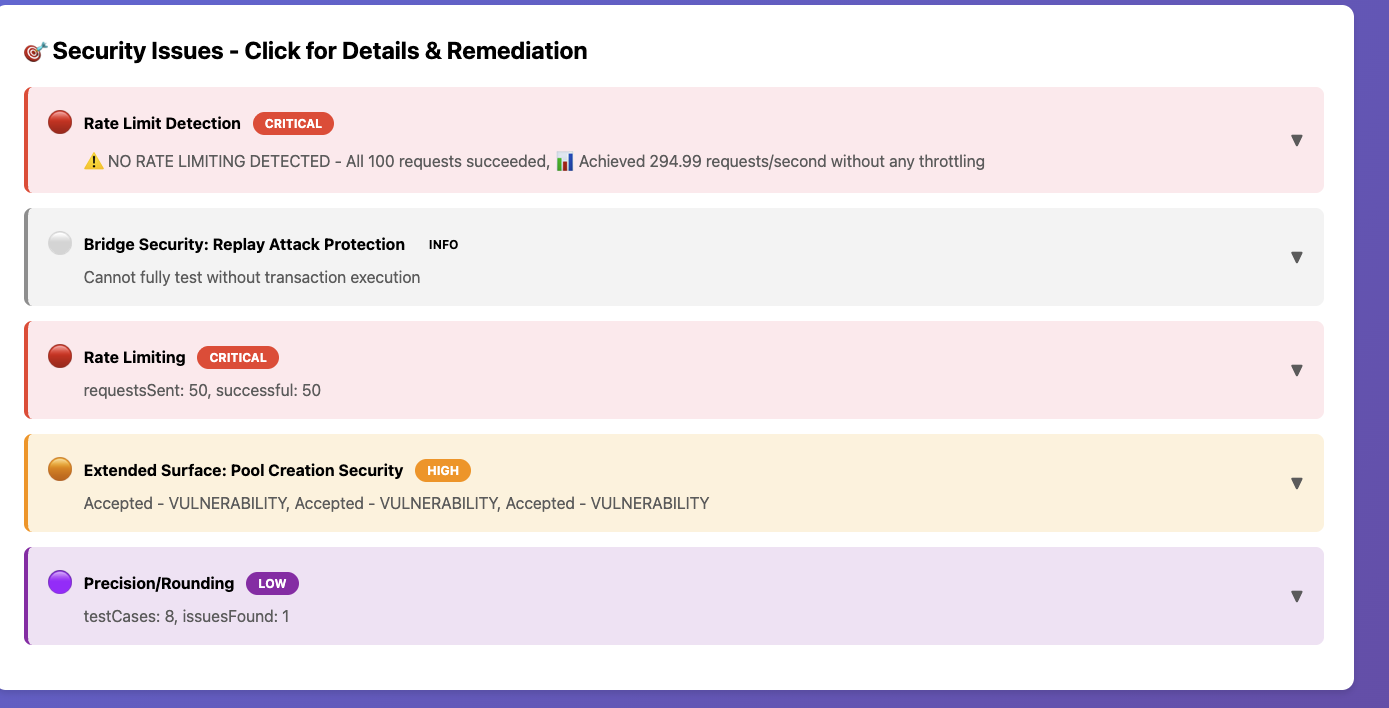 🎯 Security Issues - Click for Details & Remediation
Rate Limit Detection CRITICAL
⚠️ NO RATE LIMITING DETECTED - All 100 requests succeeded, 📊 Achieved 294.99 requests/second without any throttling
Bridge Security: Replay Attack Protection INFO
Cannot fully test without transaction execution
Rate Limiting CRITICAL
requestsSent: 50, successful: 50
Extended Surface: Pool Creation Security HIGH
Accepted - VULNERABILITY, Accepted - VULNERABILITY, Accepted - VULNERABILITY
Precision/Rounding LOW
testCases: 8, issuesFound: 1